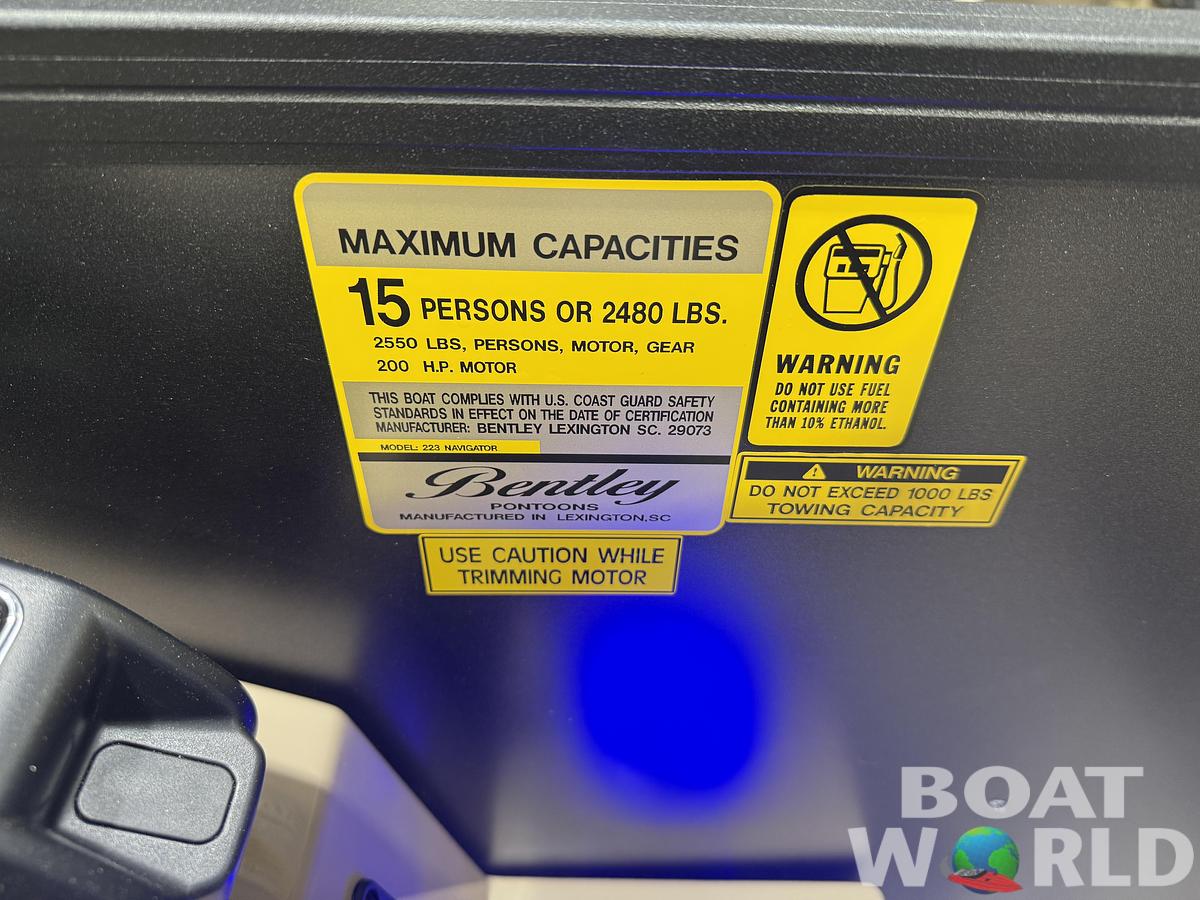 MAXIMUM CAPACITIES
15 PERSONS OR 2480 LBS.
2550 LBS, PERSONS, MOTOR, GEAR
200 H.P. MOTOR
THIS BOAT COMPLIES WITH U.S. COAST GUARD SAFETY
STANDARDS IN EFFECT ON THE DATE OF CERTIFICATION
MANUFACTURER: BENTLEY LEXINGTON SC. 29073
MODEL: 223 NAVIGATOR
Bentley
PONTOONS
MANUFACTURED IN LEXINGTON,SC
WARNING
DO NOT USE FUEL
CONTAINING MORE
THAN 10% ETHANOL.
WARNING
DO NOT EXCEED 1000 LBS
TOWING CAPACITY
USE CAUTION WHILE
TRIMMING MOTOR
BOAT
WORLD